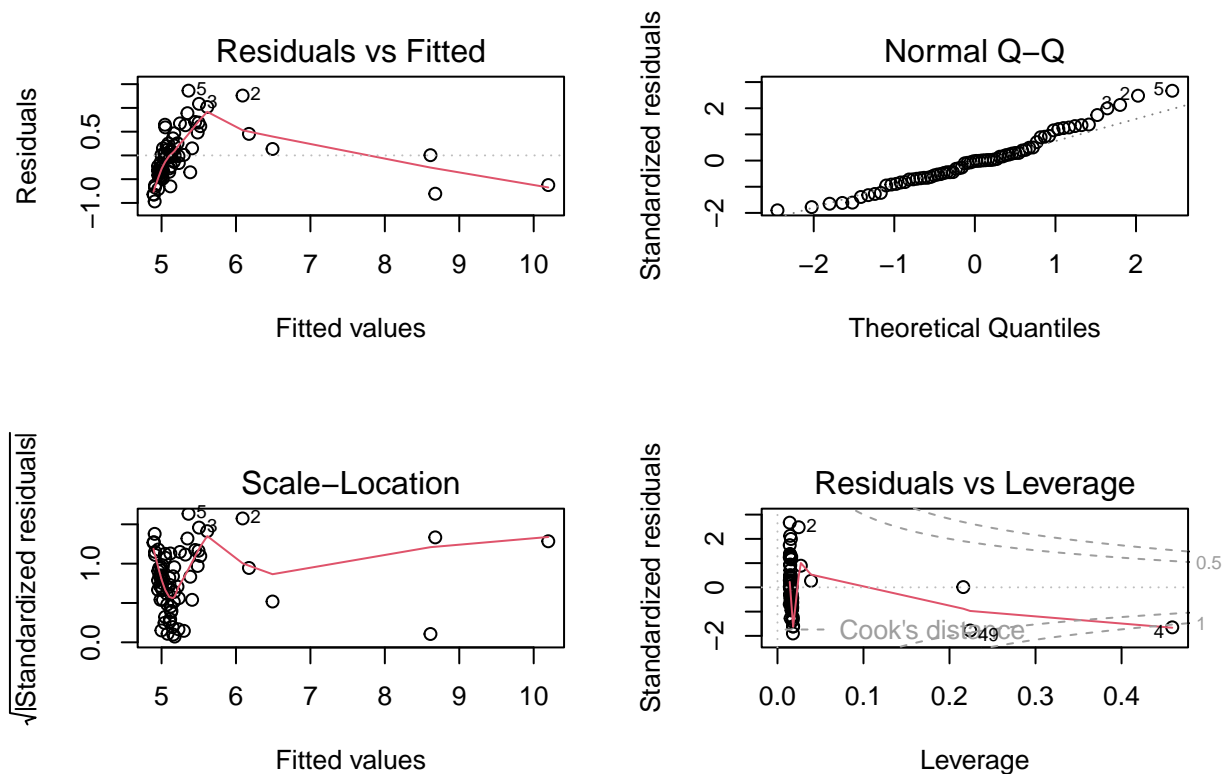 Residuals vs Fitted
Residuals
−1.0 0.5
5
3
2
5 6 7 8 9 10
Fitted values
Normal Q−Q
Standardized residuals
−2 0 2
3
2
5
−2 −1 0 1 2
Theoretical Quantiles
Scale−Location
√|Standardized residuals|
0.0 1.0
5
3
2
5 6 7 8 9 10
Fitted values
Residuals vs Leverage
Standardized residuals
−2 0 2
2
49
4
Cook's distance
0.5
1
0.0 0.1 0.2 0.3 0.4
Leverage